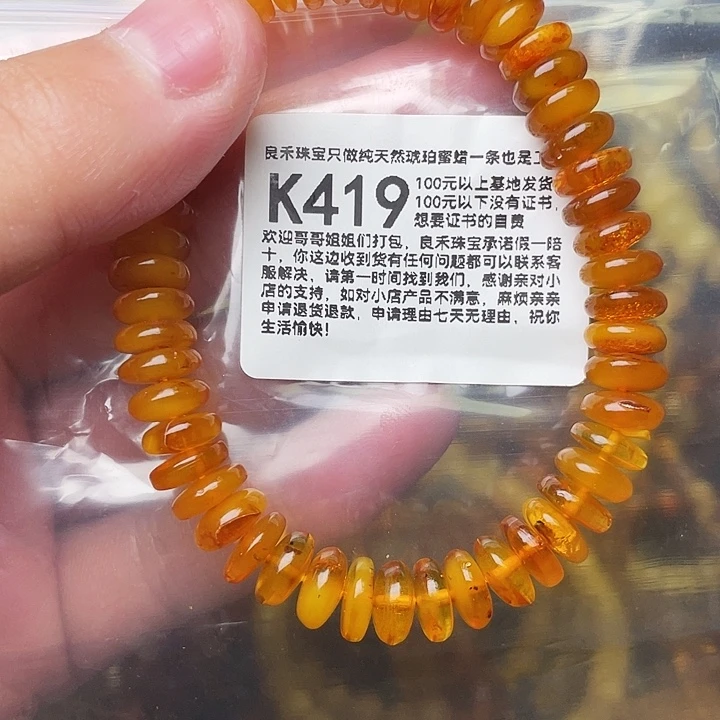 良禾珠宝只做纯天然琥珀蜜蜡一条也是工
K419
100元以上基地发货
100元以下没有证书，
想要证书的自费
欢迎哥哥姐姐们打包，良禾珠宝承诺假一赔
十，你这边收到货有任何问题都可以联系客
服解决，请第一时间找到我们，感谢亲对小
店的支持，如对小店产品不满意，麻烦亲亲
申请退货退款，申请理由七天无理由，祝你
生活愉快！